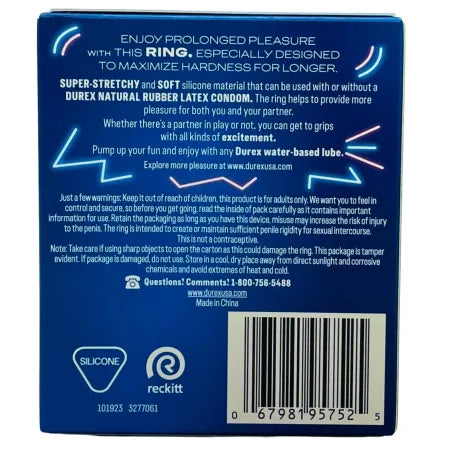 ENJOY PROLONGED PLEASURE
WITH THIS RING. ESPECIALLY DESIGNED
TO MAXIMIZE HARDNESS FOR LONGER.
SUPER-STRETCHY and SOFT silicone material that can be used with or without a
DUREX NATURAL RUBBER LATEX CONDOM. The ring helps to provide more
pleasure for both you and your partner.
Whether there's a partner in play or not, you can get to grips
with all kinds of excitement.
Pump up your fun and enjoy with any Durex water-based lube.
Explore more pleasure at www.durexusa.com
Just a few warnings: Keep it out of reach of children, this product is for adults only. We want you to feel in
control and secure, so before you get going, read the inside of pack carefully as it contains important
information for use. Retain the packaging as long as you have this device, misuse may increase the risk of injury
to the penis. The ring is intended to create or maintain sufficient penile rigidity for sexual intercourse.
This is not a contraceptive.
Note: Take care if using sharp objects to open the carton as this could damage the ring. This package is tamper
evident. If package is damaged, do not use. Store in a cool, dry place away from direct sunlight and corrosive
chemicals and avoid extremes of heat and cold.
Questions! Comments! 1-800-756-5488
www.durexusa.com
Made in China
SILICONE
reckitt
101923 3277061
0 67981 95752 5